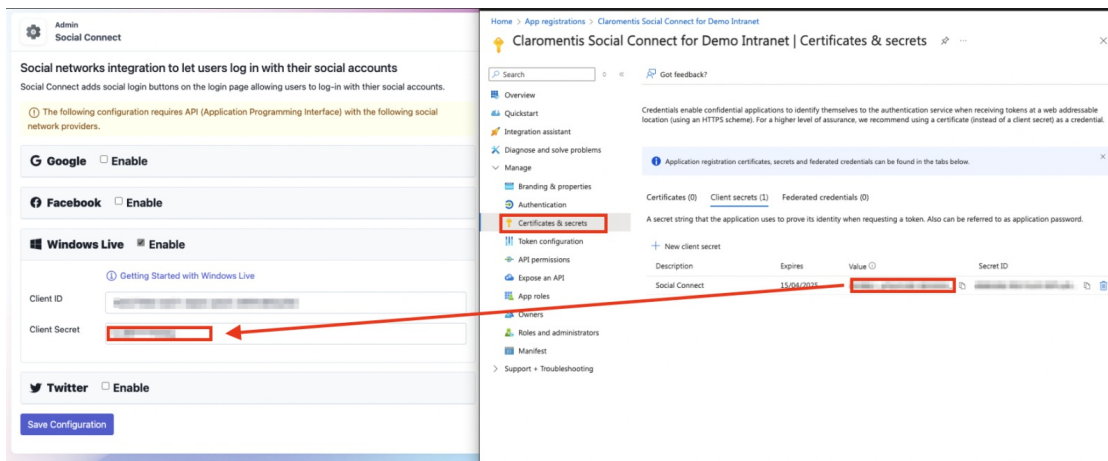 Admin
Social Connect
Social networks integration to let users log in with their social accounts
Social Connect adds social login buttons on the login page allowing users to log-in with thier social accounts.
The following configuration requires API (Application Programming Interface) with the following social
network providers.
Google Enable
Facebook Enable
Windows Live Enable
Getting Started with Windows Live
Client ID
Client Secret
Twitter Enable
Save Configuration
Home > App registrations > Claromentis Social Connect for Demo Intranet
Claromentis Social Connect for Demo Intranet | Certificates & secrets
Search
Got feedback?
Overview
Quickstart
Integration assistant
Diagnose and solve problems
Manage
Branding & properties
Authentication
Certificates & secrets
Token configuration
API permissions
Expose an API
App roles
Owners
Roles and administrators
Manifest
Support + Troubleshooting
Credentials enable confidential applications to identify themselves to the authentication service when receiving tokens at a web addressable
location (using an HTTPS scheme). For a higher level of assurance, we recommend using a certificate (instead of a client secret) as a credential.
Application registration certificates, secrets and federated credentials can be found in the tabs below.
Certificates (0) Client secrets (1) Federated credentials (0)
A secret string that the application uses to prove its identity when requesting a token. Also can be referred to as application password.
New client secret
Description Expires Value Secret ID
Social Connect 15/04/2025